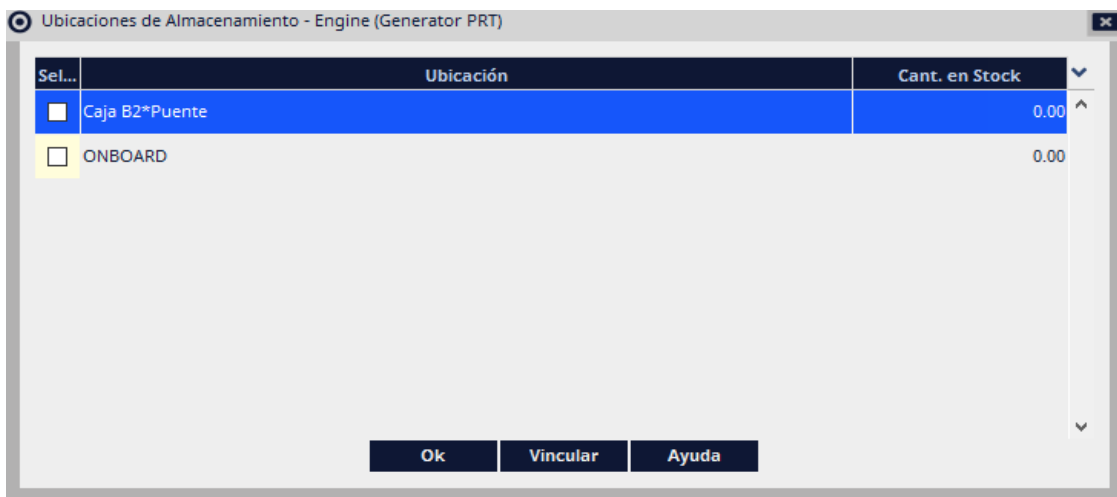 Ubicaciones de Almacenamiento - Engine (Generator PRT)
Sel... Ubicación Cant. en Stock
Caja B2*Puente 0.00
ONBOARD 0.00
Ok Vincular Ayuda